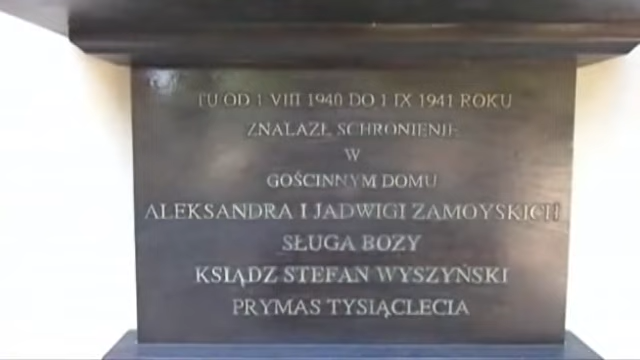 TU OD 1 VIII 1940 DO 1 IX 1941 ROKU
ZNALAZŁ SCHRONIENIE
W
GOŚCINNYM DOMU
ALEKSANDRA I JADWIGI ZAMOYSKICH
SŁUGA BOŻY
KSIĄDZ STEFAN WYSZYŃSKI
PRYMAS TYSIĄCLECIA